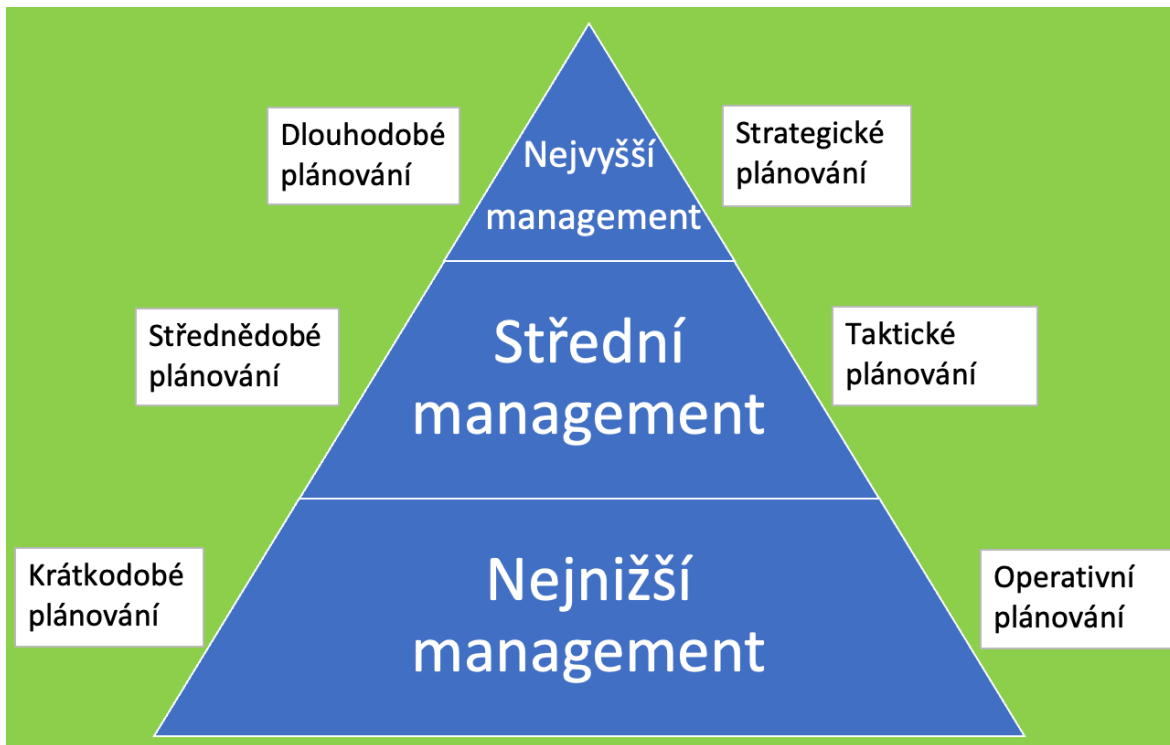 Dlouhodobé
plánování
Nejvyšší
management
Strategické
plánování
Střednědobé
plánování
Střední
management
Taktické
plánování
Krátkodobé
plánování
Nejnižší
management
Operativní
plánování